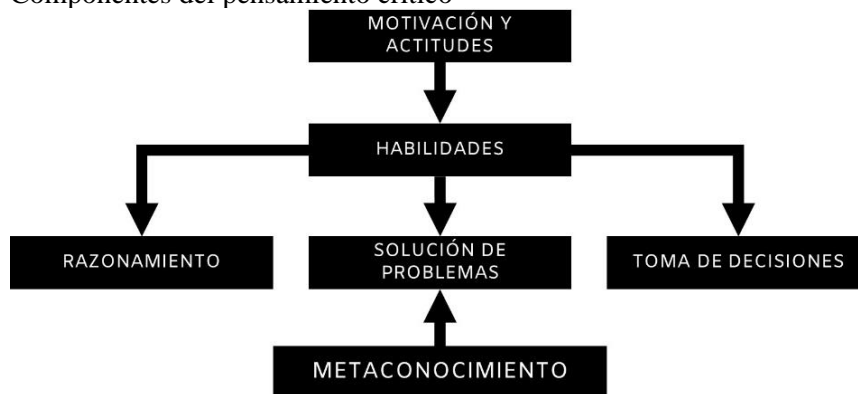 Componentes del pensamiento crítico
MOTIVACIÓN Y
ACTITUDES
HABILIDADES
RAZONAMIENTO
SOLUCIÓN DE
PROBLEMAS
TOMA DE DECISIONES
METACONOCIMIENTO